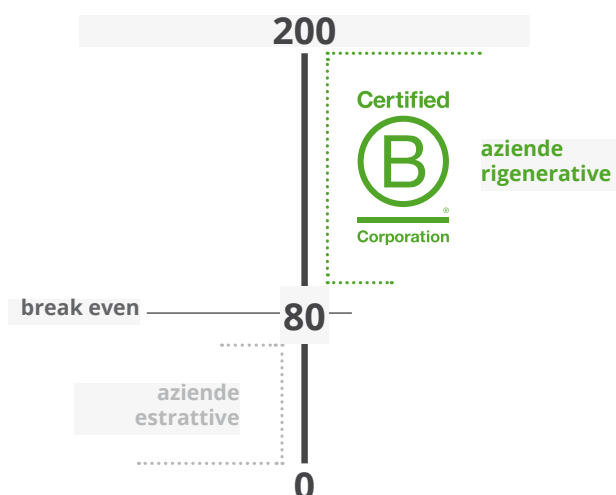 200
Certified
B
®
Corporation
aziende
rigenerative
break even
80
aziende
estrattive
0